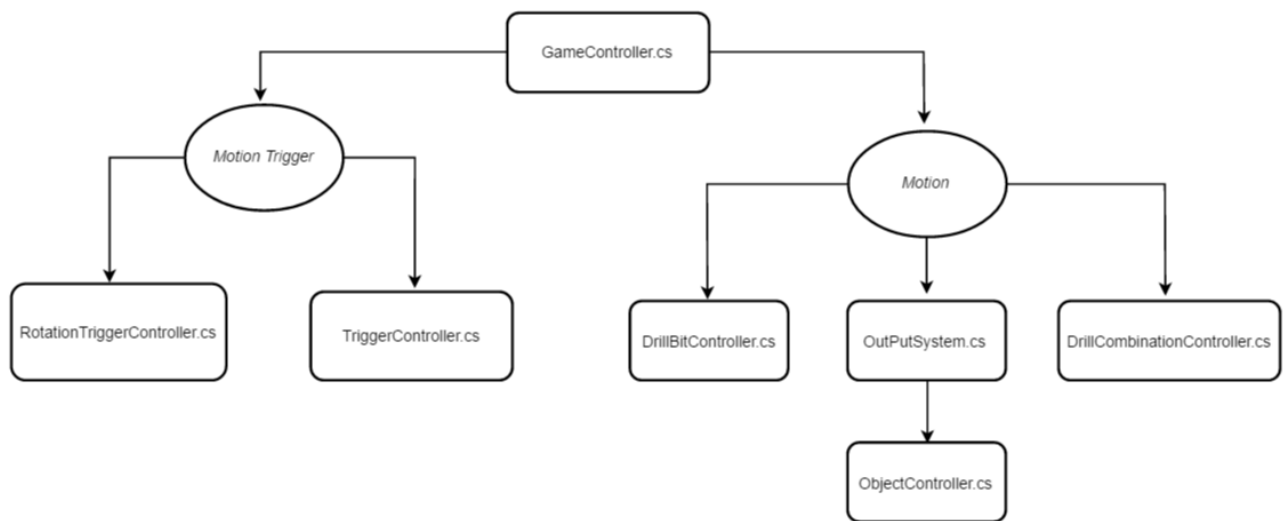 GameController.cs
Motion Trigger
Motion
RotationTriggerController.cs
TriggerController.cs
DrillBitController.cs
OutPutSystem.cs
DrillCombinationController.cs
ObjectController.cs